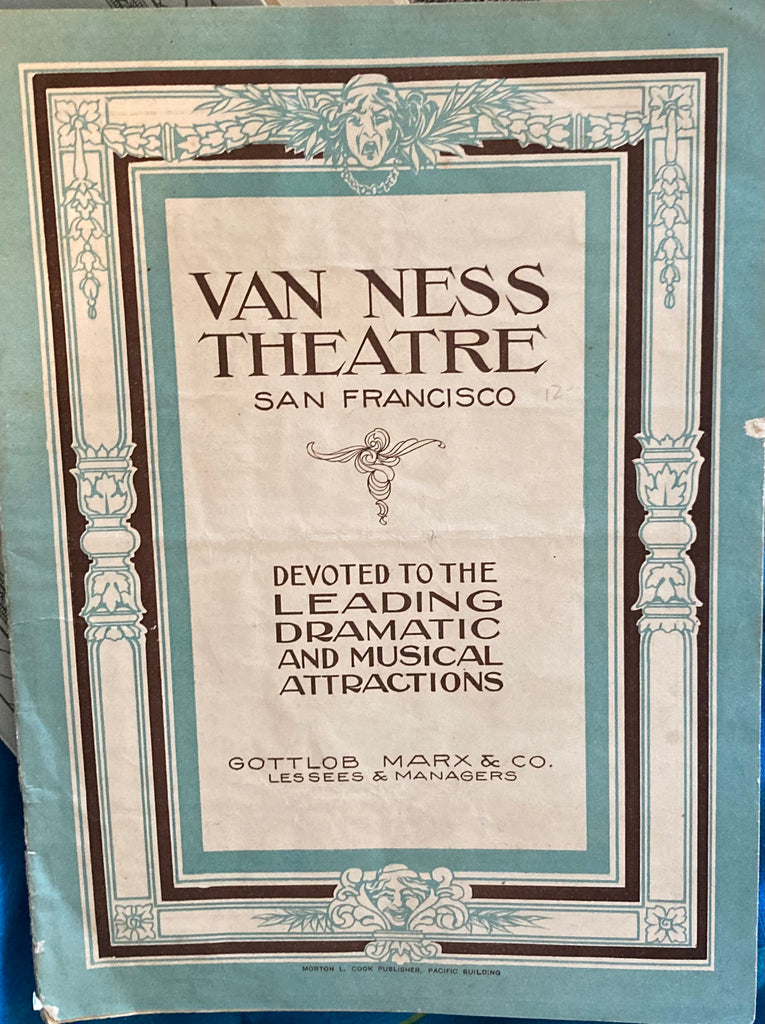 VAN NESS
THEATRE
SAN FRANCISCO
12-
DEVOTED TO THE
LEADING
DRAMATIC
AND MUSICAL
ATTRACTIONS
GOTTLOB MARX & CO.
LESSEES & MANAGERS
MORTON L. COOK PUBLISHER, PACIFIC BUILDING